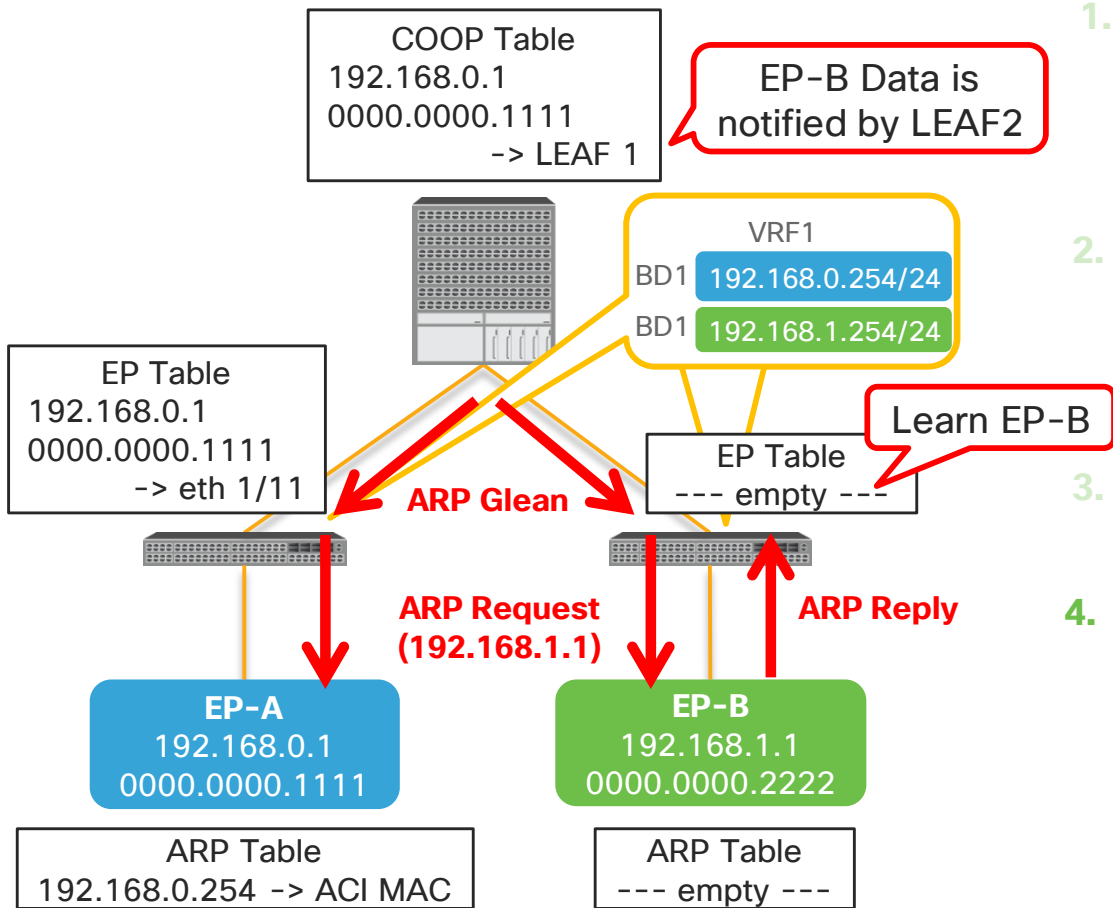 1.
COOP Table
192.168.0.1
0000.0000.1111
-> LEAF 1
EP-B Data is
notified by LEAF2
VRF1
BD1 192.168.0.254/24
BD1 192.168.1.254/24
2.
EP Table
192.168.0.1
0000.0000.1111
-> eth 1/11
Learn EP-B
EP Table
--- empty ---
3.
ARP Glean
ARP Request
(192.168.1.1)
ARP Reply
4.
EP-A
192.168.0.1
0000.0000.1111
EP-B
192.168.1.1
0000.0000.2222
ARP Table
192.168.0.254 -> ACI MAC
ARP Table
--- empty ---